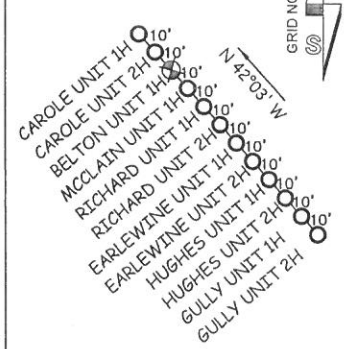 CAROLE UNIT 1H
CAROLE UNIT 2H
BELTON UNIT 1H
MCCLAIN UNIT 1H
RICHARD UNIT 1H
RICHARD UNIT 2H
EARLEWINE UNIT 1H
EARLEWINE UNIT 2H
HUGHES UNIT 1H
HUGHES UNIT 2H
GULLY UNIT 1H
GULLY UNIT 2H
10'
10'
10'
10'
10'
10'
10'
10'
10'
10'
10'
N 42°03' W
GRID NO
S